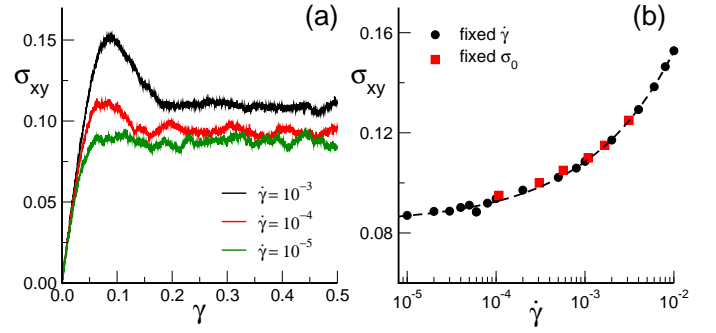 (a)
0.15
0.10
0.05
0.00
σxy
0.0 0.1 0.2 0.3 0.4 0.5
γ
γ̇ = 10⁻³
γ̇ = 10⁻⁴
γ̇ = 10⁻⁵
(b)
fixed γ̇
fixed σ₀
0.16
0.12
0.08
σxy
10⁻⁵ 10⁻⁴ 10⁻³ 10⁻²
γ̇